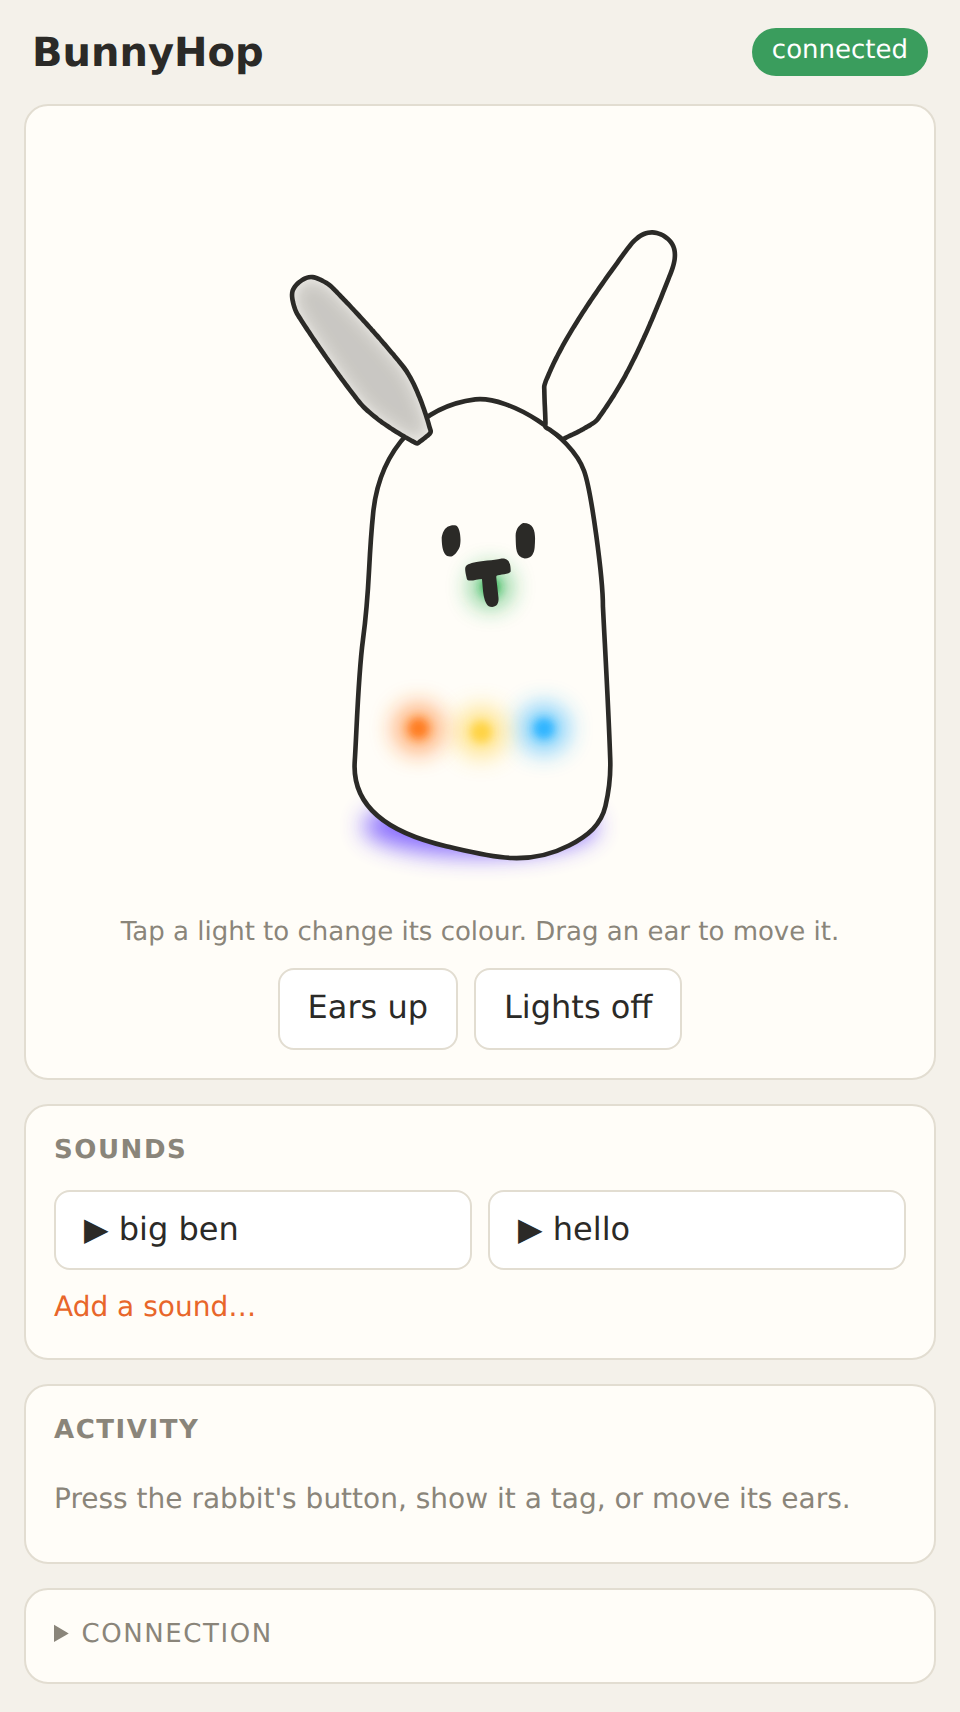 BunnyHop
connected
Tap a light to change its colour. Drag an ear to move it.
Ears up
Lights off
SOUNDS
▶ big ben
▶ hello
Add a sound...
ACTIVITY
Press the rabbit's button, show it a tag, or move its ears.
▶ CONNECTION